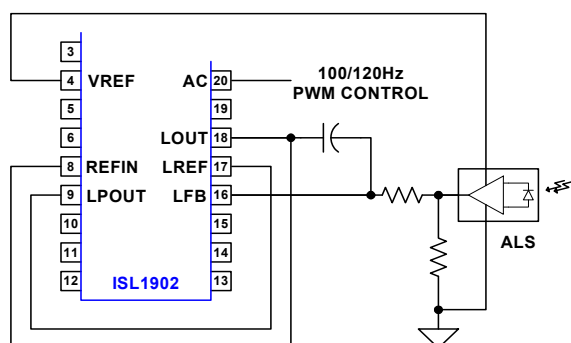 3
4 VREF
5
6
8 REFIN
9 LPOUT
10
11
12
AC 20
19
LOUT 18
LREF 17
LFB 16
15
14
13
ISL1902
100/120Hz
PWM CONTROL
ALS